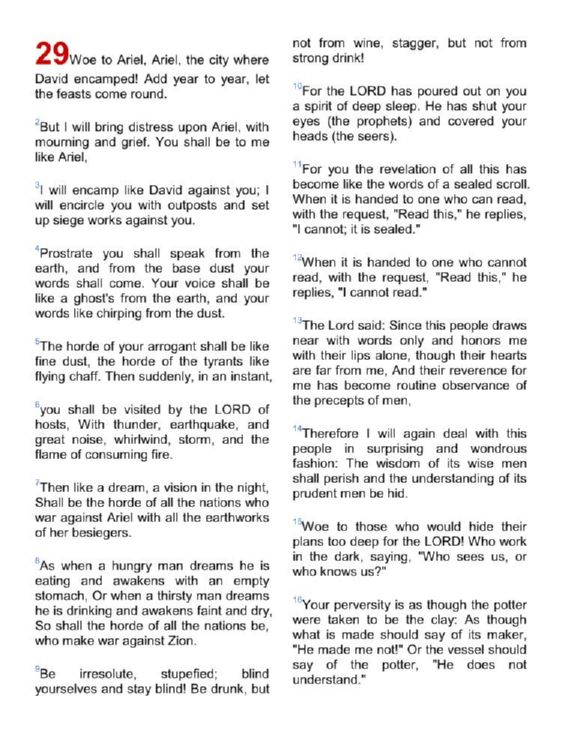 29Woe to Ariel, Ariel, the city where
David encamped! Add year to year, let
the feasts come round.
2But I will bring distress upon Ariel, with
mourning and grief. You shall be to me
like Ariel,
3I will encamp like David against you; I
will encircle you with outposts and set
up siege works against you.
4Prostrate you shall speak from the
earth, and from the base dust your
words shall come. Your voice shall be
like a ghost's from the earth, and your
words like chirping from the dust.
5The horde of your arrogant shall be like
fine dust, the horde of the tyrants like
flying chaff. Then suddenly, in an instant,
6you shall be visited by the LORD of
hosts, With thunder, earthquake, and
great noise, whirlwind, storm, and the
flame of consuming fire.
7Then like a dream, a vision in the night,
Shall be the horde of all the nations who
war against Ariel with all the earthworks
of her besiegers.
8As when a hungry man dreams he is
eating and awakens with an empty
stomach, Or when a thirsty man dreams
he is drinking and awakens faint and dry,
So shall the horde of all the nations be,
who make war against Zion.
9Be irresolute, stupefied; blind
yourselves and stay blind! Be drunk, but
not from wine, stagger, but not from
strong drink!
10For the LORD has poured out on you
a spirit of deep sleep. He has shut your
eyes (the prophets) and covered your
heads (the seers).
11For you the revelation of all this has
become like the words of a sealed scroll.
When it is handed to one who can read,
with the request, "Read this," he replies,
"I cannot; it is sealed."
12When it is handed to one who cannot
read, with the request, "Read this," he
replies, "I cannot read."
13The Lord said: Since this people draws
near with words only and honors me
with their lips alone, though their hearts
are far from me, And their reverence for
me has become routine observance of
the precepts of men,
14Therefore I will again deal with this
people in surprising and wondrous
fashion: The wisdom of its wise men
shall perish and the understanding of its
prudent men be hid.
15Woe to those who would hide their
plans too deep for the LORD! Who work
in the dark, saying, "Who sees us, or
who knows us?"
16Your perversity is as though the potter
were taken to be the clay: As though
what is made should say of its maker,
"He made me not!" Or the vessel should
say of the potter, "He does not
understand."